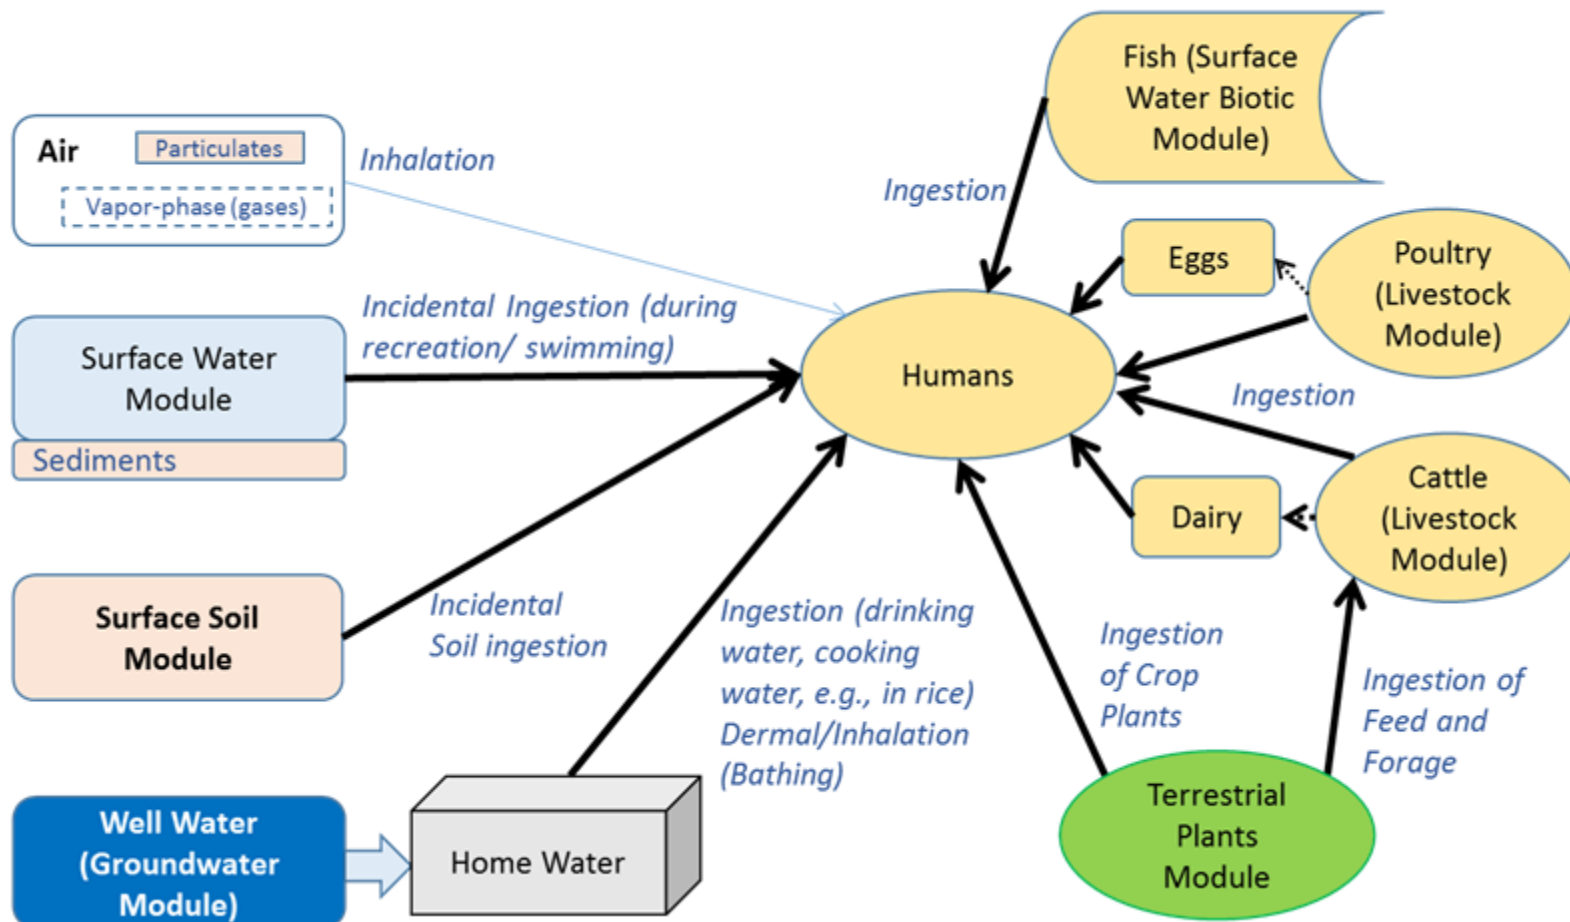 Air
Particulates
Vapor-phase (gases)
Inhalation
Fish (Surface
Water Biotic
Module)
Ingestion
Eggs
Poultry
(Livestock
Module)
Incidental Ingestion (during
recreation/ swimming)
Surface Water
Module
Sediments
Humans
Ingestion
Dairy
Cattle
(Livestock
Module)
Surface Soil
Module
Incidental
Soil ingestion
Ingestion (drinking
water, cooking
water, e.g., in rice)
Dermal/Inhalation
(Bathing)
Ingestion
of Crop
Plants
Ingestion of
Feed and
Forage
Well Water
(Groundwater
Module)
Home Water
Terrestrial
Plants
Module